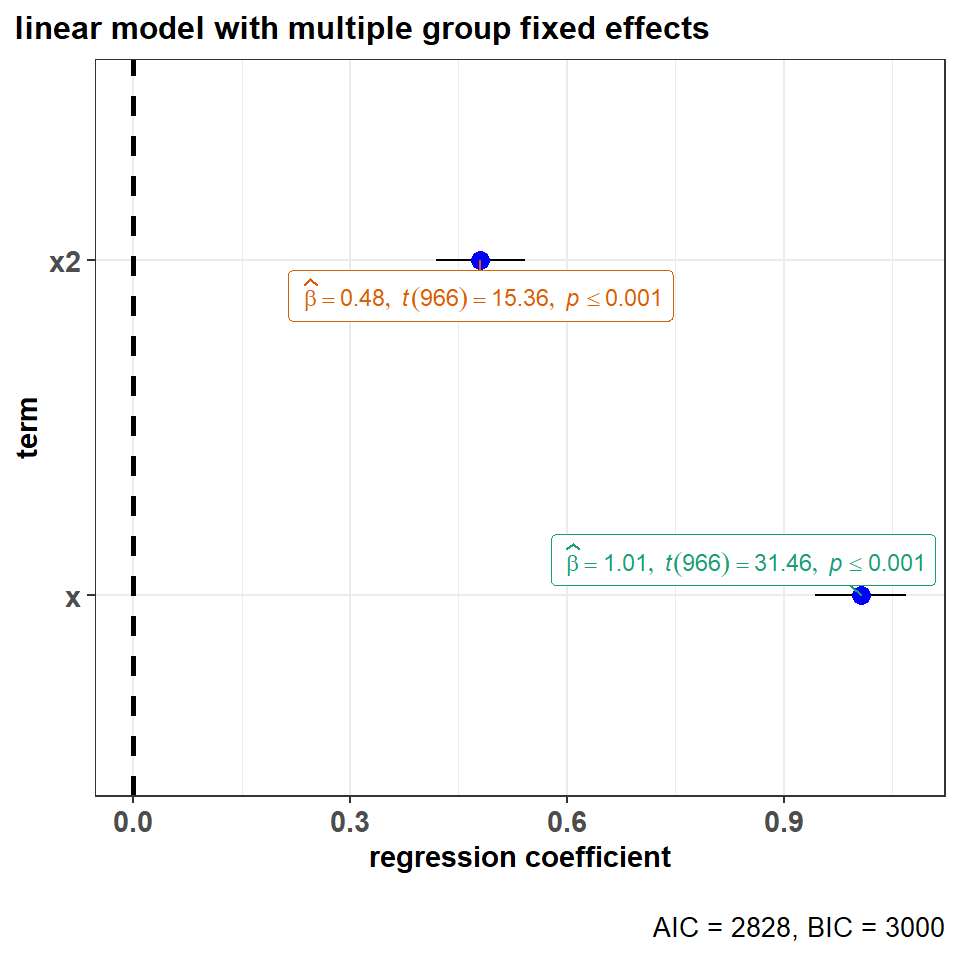 linear model with multiple group fixed effects
x2
β̂ = 0.48, t(966) = 15.36, p ≤ 0.001
term
β̂ = 1.01, t(966) = 31.46, p ≤ 0.001
x
0.0 0.3 0.6 0.9
regression coefficient
AIC = 2828, BIC = 3000